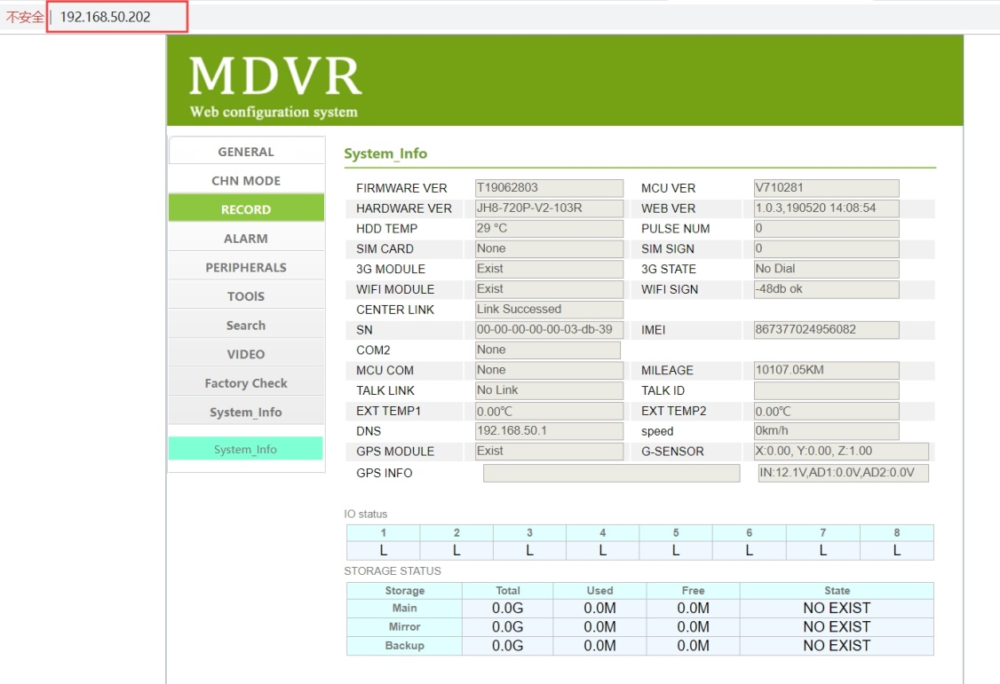 不安全 | 192.168.50.202
MDVR
Web configuration system
GENERAL
CHN MODE
RECORD
ALARM
PERIPHERALS
TOOlS
Search
VIDEO
Factory Check
System_Info
System_Info
System_Info
FIRMWARE VER T19062803 MCU VER V710281
HARDWARE VER JH8-720P-V2-103R WEB VER 1.0.3,190520 14:08:54
HDD TEMP 29 °C PULSE NUM 0
SIM CARD None SIM SIGN 0
3G MODULE Exist 3G STATE No Dial
WIFI MODULE Exist WIFI SIGN -48db ok
CENTER LINK Link Successed
SN 00-00-00-00-00-03-db-39 IMEI 867377024956082
COM2 None
MCU COM None MILEAGE 10107.05KM
TALK LINK No Link TALK ID
EXT TEMP1 0.00℃ EXT TEMP2 0.00℃
DNS 192.168.50.1 speed 0km/h
GPS MODULE Exist G-SENSOR X:0.00, Y:0.00, Z:1.00
GPS INFO IN:12.1V,AD1:0.0V,AD2:0.0V
IO status
1 2 3 4 5 6 7 8
L L L L L L L L
STORAGE STATUS
Storage Total Used Free State
Main 0.0G 0.0M 0.0M NO EXIST
Mirror 0.0G 0.0M 0.0M NO EXIST
Backup 0.0G 0.0M 0.0M NO EXIST